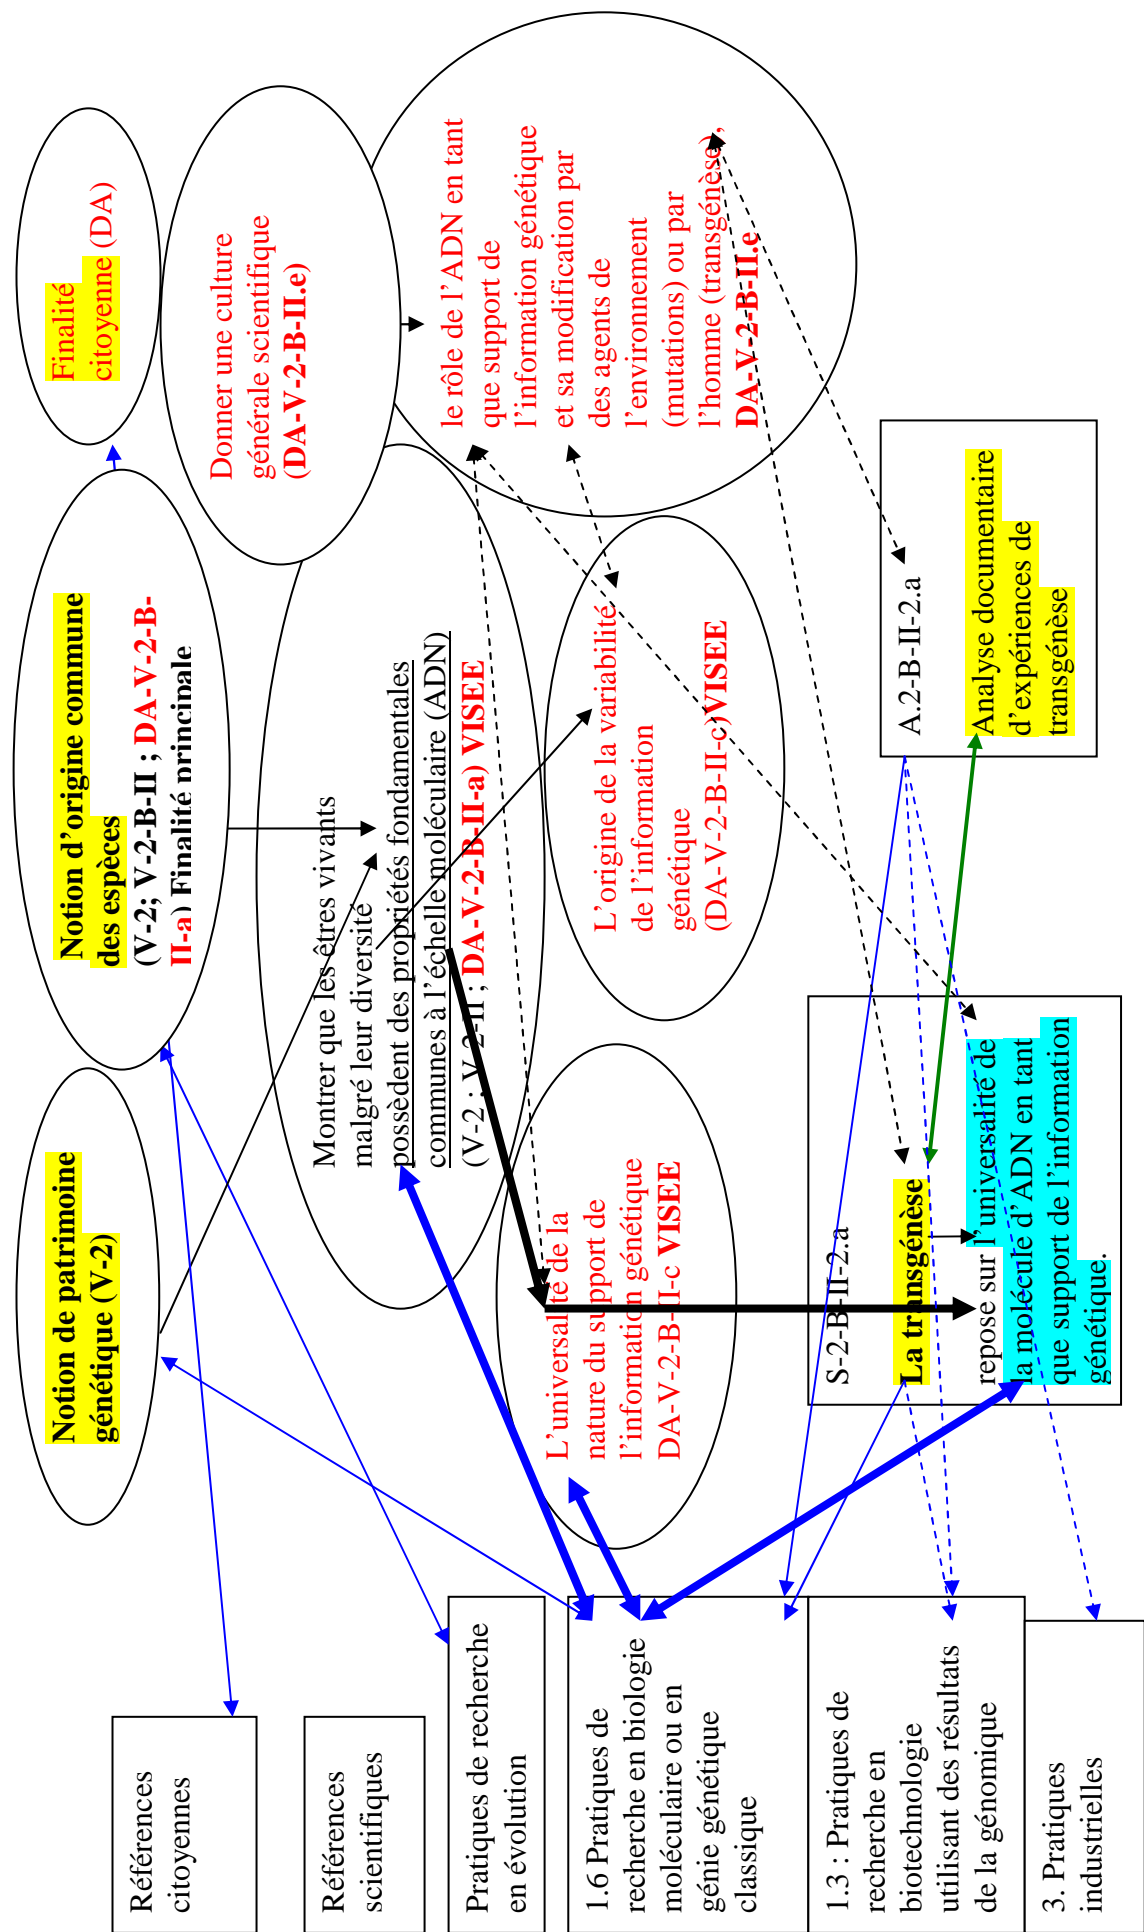 Références
citoyennes
Références
scientifiques
Pratiques de recherche
en évolution
1.6 Pratiques de
recherche en biologie
moléculaire ou en
génie génétique
classique
1.3 : Pratiques de
recherche en
biotechnologie
utilisant des résultats
de la génomique
3. Pratiques
industrielles
Notion de patrimoine
génétique (V-2)
Notion d'origine commune
des espèces
(V-2; V-2-B-II ; DA-V-2-B-
II-a) Finalité principale
Finalité
citoyenne (DA)
Donner une culture
générale scientifique
(DA-V-2-B-II.e)
Montrer que les êtres vivants
malgré leur diversité
possèdent des propriétés fondamentales
communes à l'échelle moléculaire (ADN)
(V-2 ; V-2-II ; DA-V-2-B-II-a) VISEE
le rôle de l'ADN en tant
que support de
l'information génétique
et sa modification par
des agents de
l'environnement
(mutations) ou par
l'homme (transgénèse),
DA-V-2-B-II.e
L'universalité de la
nature du support de
l'information génétique
DA-V-2-B-II-c VISEE
L'origine de la variabilité
de l'information
génétique
(DA-V-2-B-II-c) VISEE
S-2-B-II-2.a
La transgénèse
repose sur l'universalité de
la molécule d'ADN en tant
que support de l'information
génétique.
A.2-B-II-2.a
Analyse documentaire
d'expériences de
transgénèse